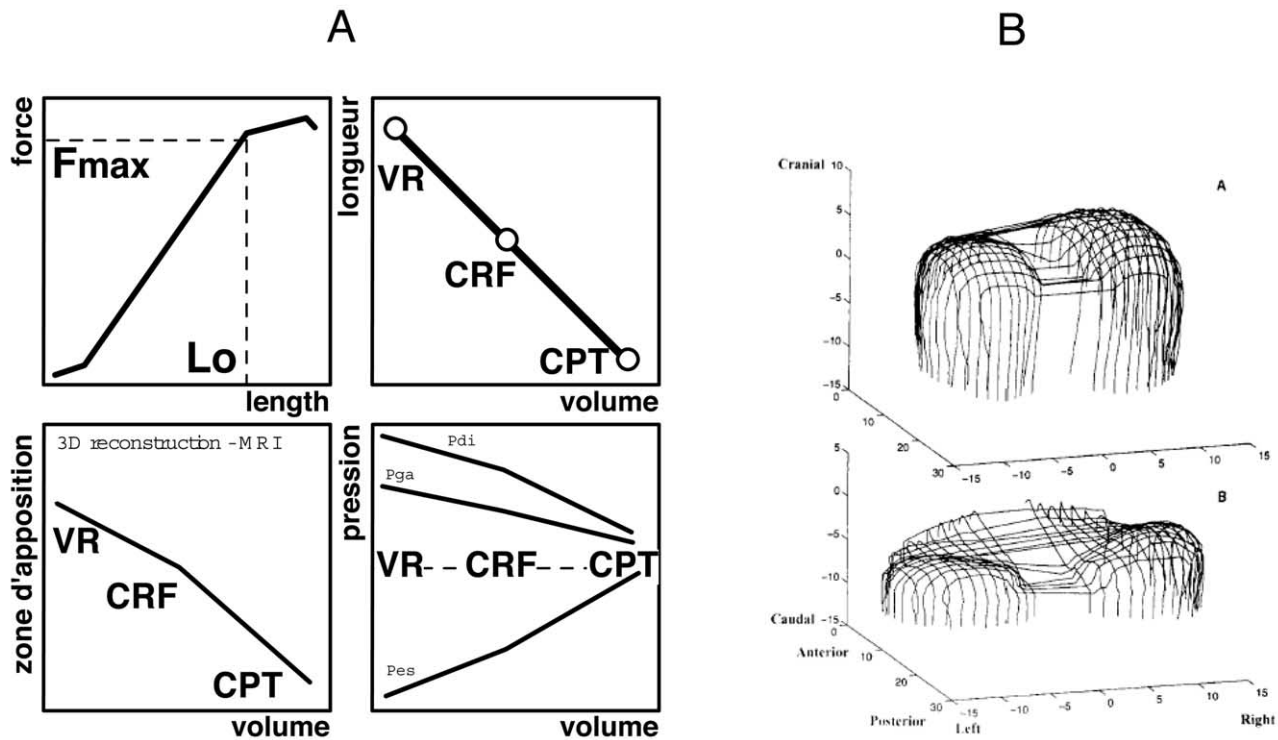 A
B
force
Fmax
Lo
length
longueur
VR
CRF
CPT
volume
zone d'apposition
3D reconstruction -MRI
VR
CRF
CPT
volume
pression
Pdi
Pga
VR -- CRF -- CPT
Pes
volume
Cranial 10
A
5
0
-5
-10
-15
0
10
20
30
-15
-10
-5
0
5
10
15
5
B
0
-5
-10
Caudal -15
0
Anterior
10
20
Posterior
30
Left
-15
-10
-5
0
5
10
15
Right